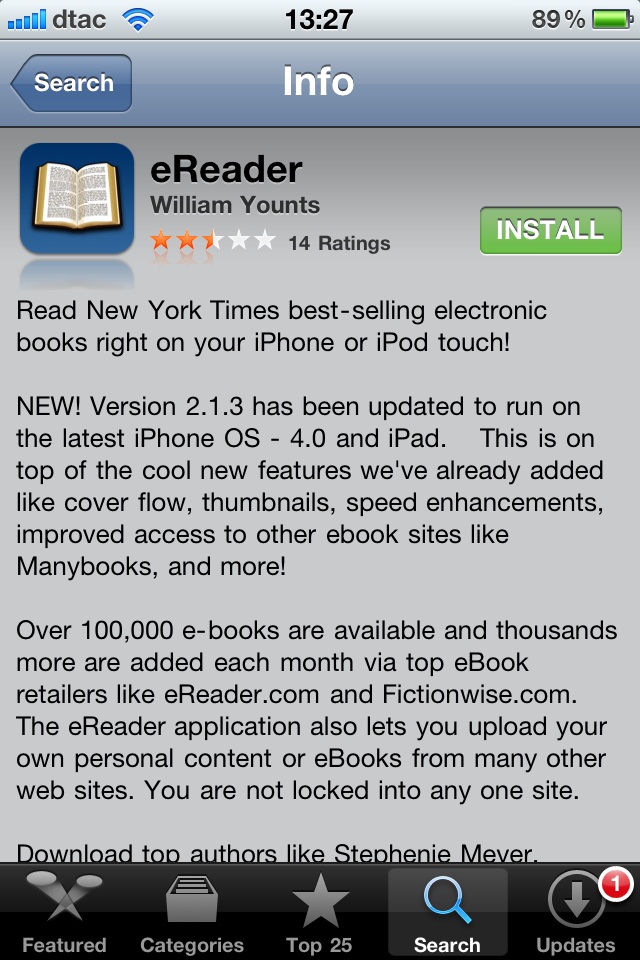 dtac 13:27 89%
Search Info
eReader
William Younts
14 Ratings
INSTALL
Read New York Times best-selling electronic
books right on your iPhone or iPod touch!
NEW! Version 2.1.3 has been updated to run on
the latest iPhone OS - 4.0 and iPad. This is on
top of the cool new features we've already added
like cover flow, thumbnails, speed enhancements,
improved access to other ebook sites like
Manybooks, and more!
Over 100,000 e-books are available and thousands
more are added each month via top eBook
retailers like eReader.com and Fictionwise.com.
The eReader application also lets you upload your
own personal content or eBooks from many other
web sites. You are not locked into any one site.
Download top authors like Stephenie Meyer,
1
Featured Categories Top 25 Search Updates